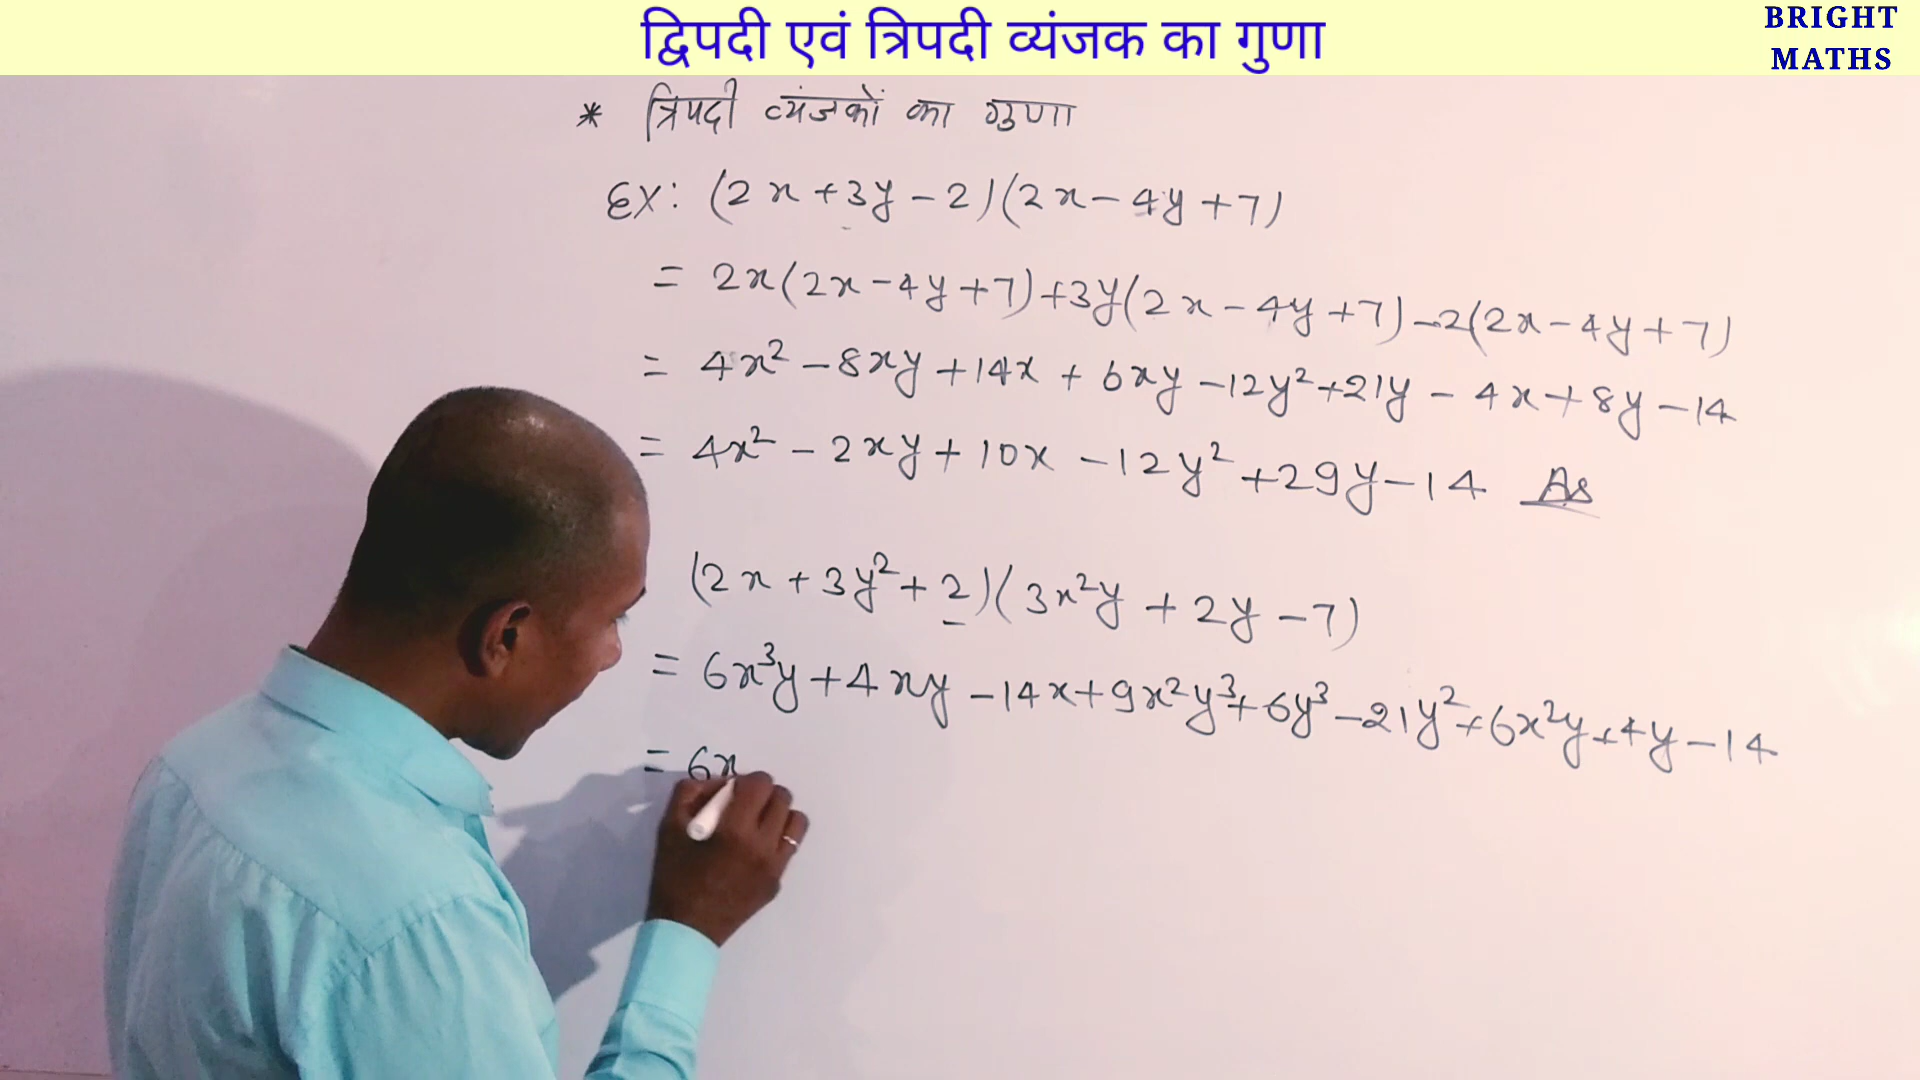 द्विपदी एवं त्रिपदी व्यंजक का गुणा
BRIGHT
MATHS
* त्रिपदी व्यंजकों का गुणा
EX: (2x+3y-2)(2x-4y+7)
= 2x(2x-4y+7)+3y(2x-4y+7)-2(2x-4y+7)
= 4x²-8xy+14x+6xy-12y²+21y-4x+8y-14
= 4x²-2xy+10x-12y²+29y-14 As
(2x+3y²+2)(3x²y+2y-7)
= 6x³y+4xy-14x+9x²y³+6y³-21y²+6x²y+4y-14
= 6x